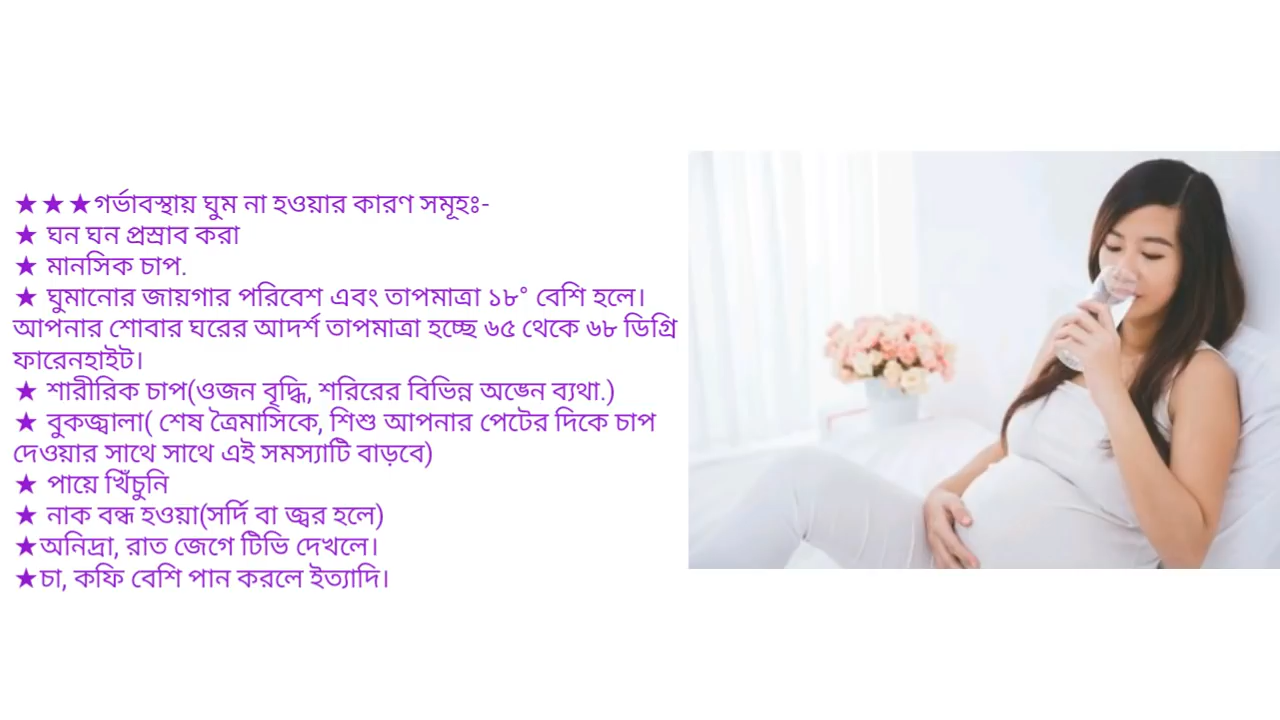 ★★★গর্ভাবস্থায় ঘুম না হওয়ার কারণ সমূহঃ-
★ ঘন ঘন প্রস্রাব করা
★ মানসিক চাপ.
★ ঘুমানোর জায়গার পরিবেশ এবং তাপমাত্রা ১৮° বেশি হলে।
আপনার শোবার ঘরের আদর্শ তাপমাত্রা হচ্ছে ৬৫ থেকে ৬৮ ডিগ্রি
ফারেনহাইট।
★ শারীরিক চাপ(ওজন বৃদ্ধি, শরিরের বিভিন্ন অঙ্গেন ব্যথা.)
★ বুকজ্বালা( শেষ ত্রৈমাসিকে, শিশু আপনার পেটের দিকে চাপ
দেওয়ার সাথে সাথে এই সমস্যাটি বাড়বে)
★ পায়ে খিঁচুনি
★ নাক বন্ধ হওয়া(সর্দি বা জ্বর হলে)
★অনিদ্রা, রাত জেগে টিভি দেখলে।
★চা, কফি বেশি পান করলে ইত্যাদি।